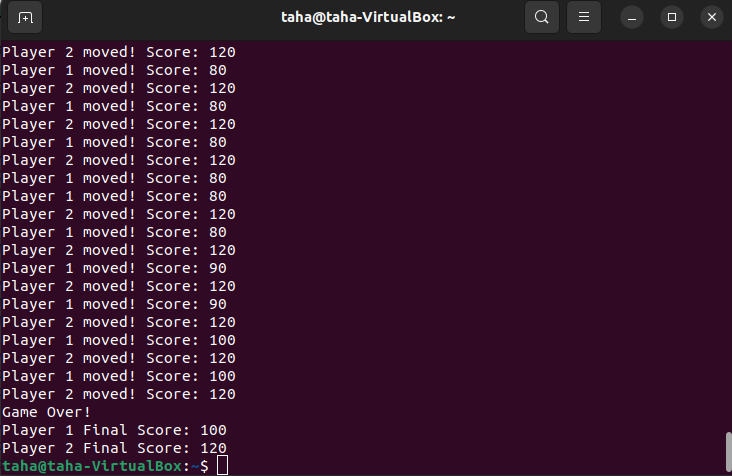 taha@taha-VirtualBox: ~
Player 2 moved! Score: 120
Player 1 moved! Score: 80
Player 2 moved! Score: 120
Player 1 moved! Score: 80
Player 2 moved! Score: 120
Player 1 moved! Score: 80
Player 2 moved! Score: 120
Player 1 moved! Score: 80
Player 1 moved! Score: 80
Player 2 moved! Score: 120
Player 1 moved! Score: 80
Player 2 moved! Score: 120
Player 1 moved! Score: 90
Player 2 moved! Score: 120
Player 1 moved! Score: 90
Player 2 moved! Score: 120
Player 1 moved! Score: 100
Player 2 moved! Score: 120
Player 1 moved! Score: 100
Player 2 moved! Score: 120
Game Over!
Player 1 Final Score: 100
Player 2 Final Score: 120
taha@taha-VirtualBox:~$